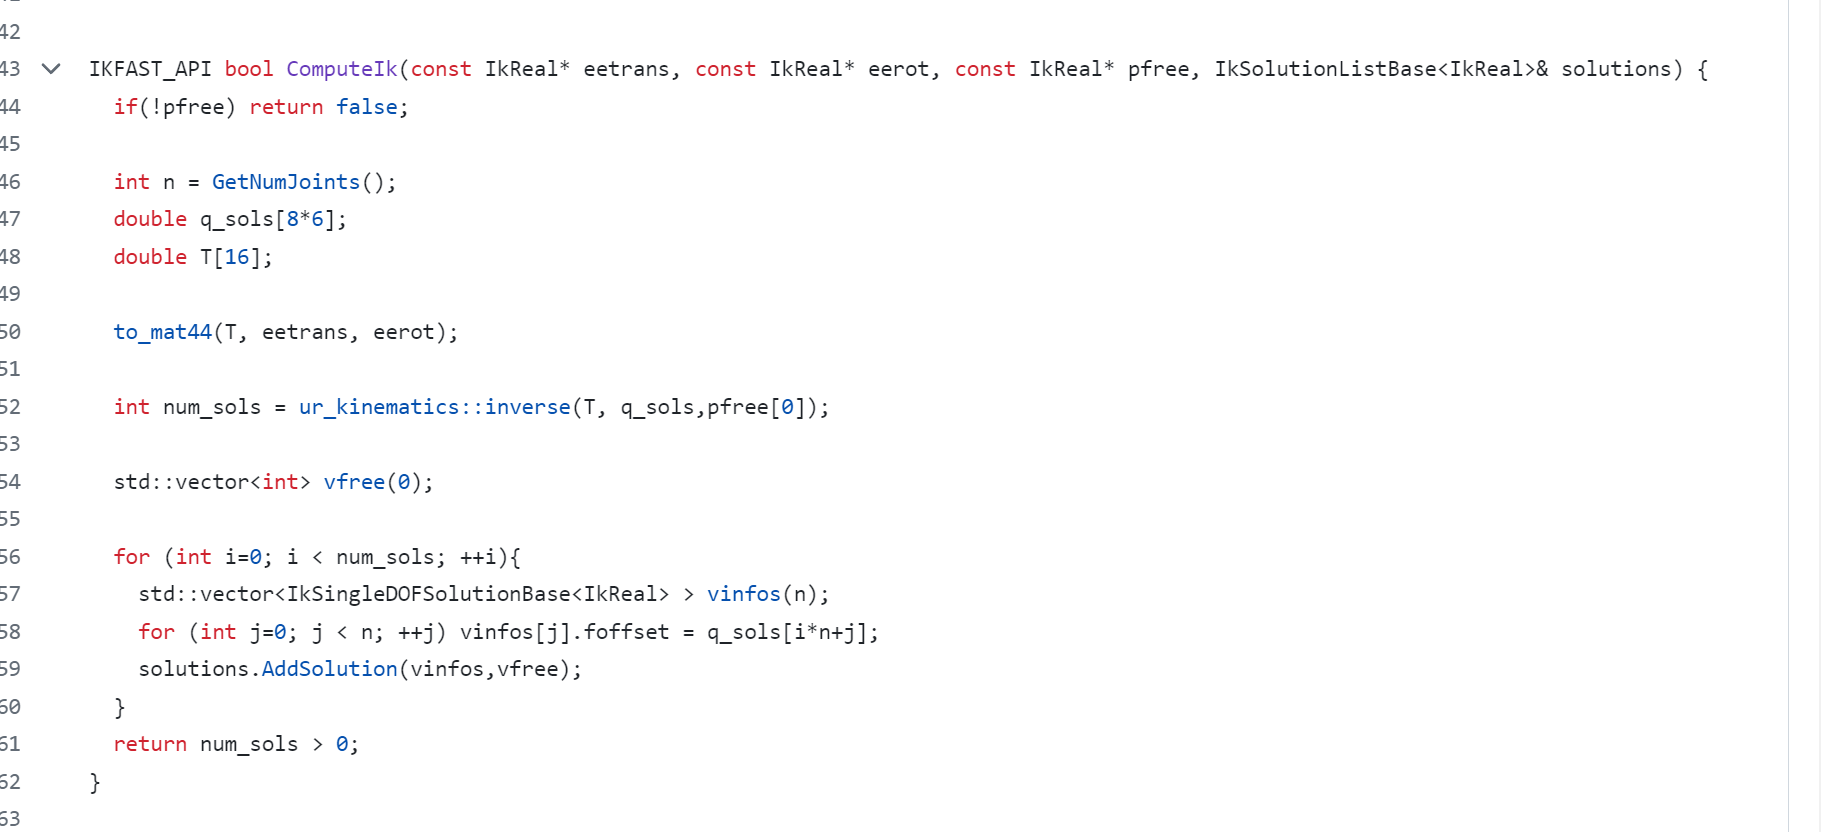 42
43 IKFAST_API bool ComputeIk(const IkReal* eetrans, const IkReal* eerot, const IkReal* pfree, IkSolutionListBase<IkReal>& solutions) {
44 if(!pfree) return false;
45
46 int n = GetNumJoints();
47 double q_sols[8*6];
48 double T[16];
49
50 to_mat44(T, eetrans, eerot);
51
52 int num_sols = ur_kinematics::inverse(T, q_sols,pfree[0]);
53
54 std::vector<int> vfree(0);
55
56 for (int i=0; i < num_sols; ++i){
57 std::vector<IkSingleDOFSolutionBase<IkReal> > vinfos(n);
58 for (int j=0; j < n; ++j) vinfos[j].foffset = q_sols[i*n+j];
59 solutions.AddSolution(vinfos,vfree);
60 }
61 return num_sols > 0;
62 }
63